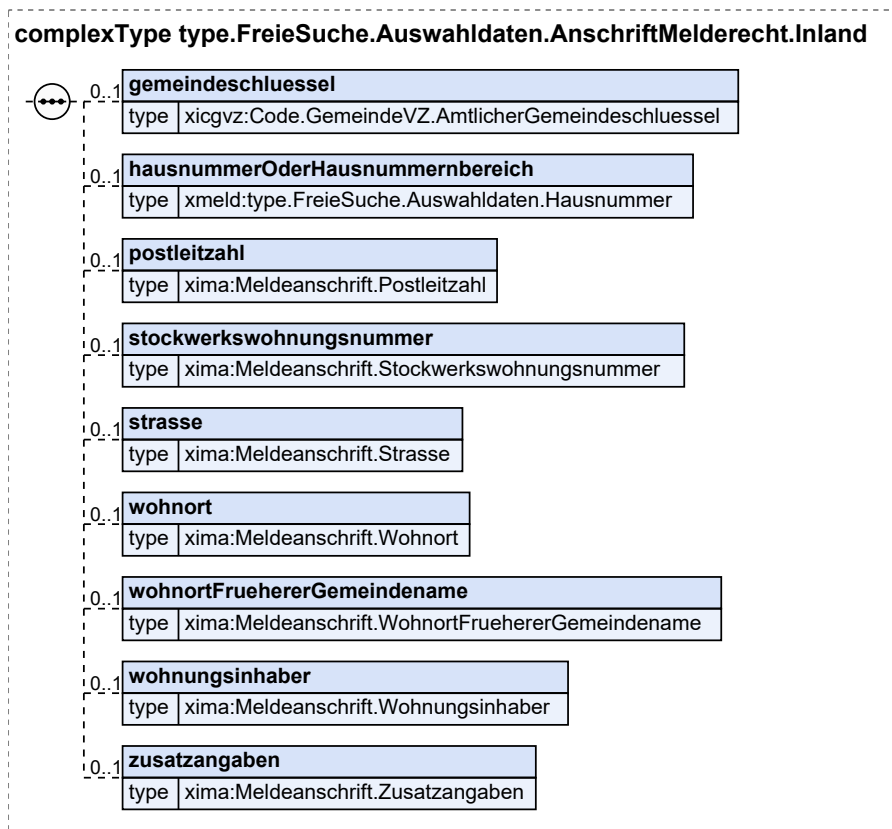 complexType type.FreieSuche.Auswahldaten.AnschriftMelderecht.Inland
0..1 gemeindeschluessel
type xicgvz:Code.GemeindeVZ.AmtlicherGemeindeschluessel
0..1 hausnummerOderHausnummernbereich
type xmeld:type.FreieSuche.Auswahldaten.Hausnummer
0..1 postleitzahl
type xima:Meldeanschrift.Postleitzahl
0..1 stockwerkswohnungsnummer
type xima:Meldeanschrift.Stockwerkswohnungsnummer
0..1 strasse
type xima:Meldeanschrift.Strasse
0..1 wohnort
type xima:Meldeanschrift.Wohnort
0..1 wohnortFruehererGemeindename
type xima:Meldeanschrift.WohnortFruehererGemeindename
0..1 wohnungsinhaber
type xima:Meldeanschrift.Wohnungsinhaber
0..1 zusatzangaben
type xima:Meldeanschrift.Zusatzangaben